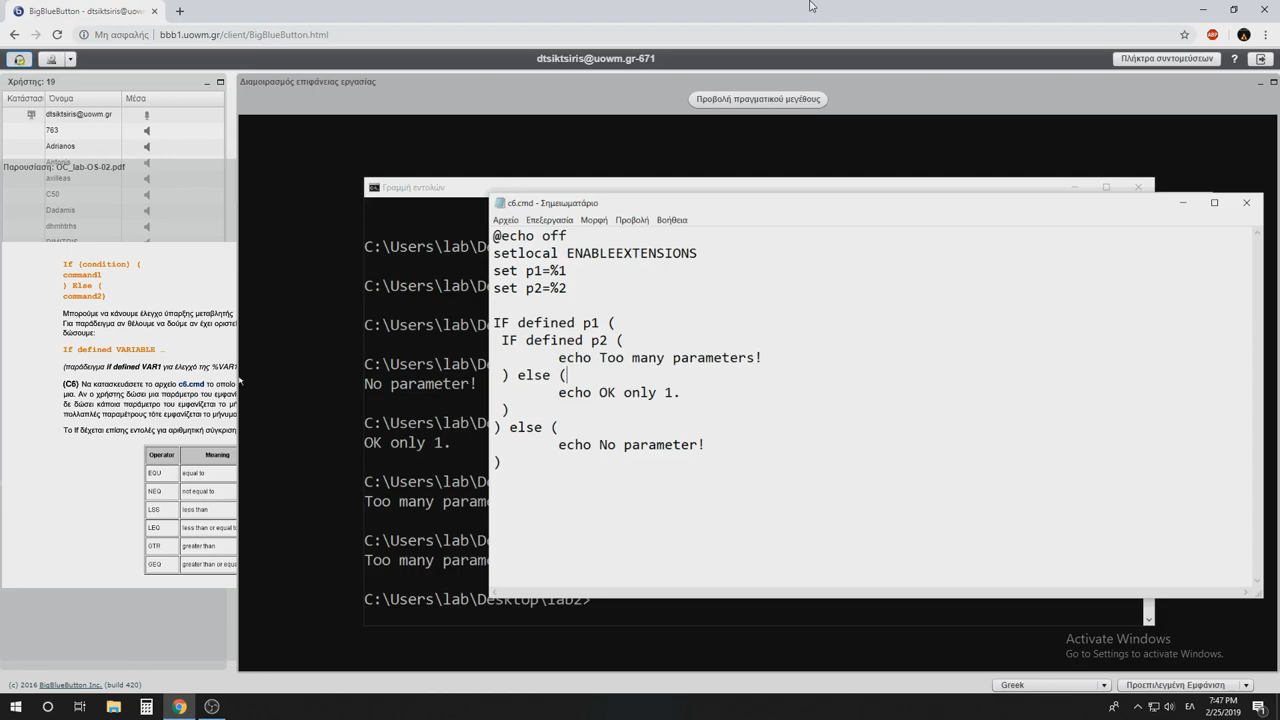 BigBlueButton - dtsiktsiris@uow
Μη ασφαλής
bbb1.uowm.gr/client/BigBlueButton.html
ABP
dtsiktsiris@uowm.gr-671
Πλήκτρα συντομεύσεων
?
Χρήστης: 19
Διαμοιρασμός επιφάνειας εργασίας
Κατάστασι
Όνομα
Μέσα
Προβολή πραγματικού μεγέθους
dtsiktsiris@uowm.gr
763
Adrianos
Antonis
Παρουσίαση: OC_lab-OS-02.pdf
axilleas
C50
Dadamis
dhmhtrhs
DIMITRIS
If (condition) (
command1
} Else {
command2)
Μπορούμε να κάνουμε έλεγχο ύπαρξης μεταβλητής
Για παράδειγμα αν θέλουμε να δούμε αν έχει οριστεί
δώσουμε:
If defined VARIABLE …
(παράδειγμα if defined VAR1 για έλεγχό της %VAR1
(C6) Να κατασκευάσετε το αρχείο c6.cmd το οποίο
μια. Αν ο χρήστης δώσει μια παράμετρο του εμφανί
δε δώσει κάποια παράμετρο του εμφανίζεται το μήν
πολλαπλές παραμέτρους τότε εμφανίζεται το μήνυμ
Το If δέχεται επίσης εντολές για αριθμητική σύγκριση
Operator Meaning
EQU equal to
NEQ not equal to
LSS less than
LEQ less than or equal to
GTR greater than
GEQ greater than or equa
Γραμμή εντολών
C:\Users\lab\De
C:\Users\lab\De
C:\Users\lab\De
C:\Users\lab\De
No parameter!
C:\Users\lab\De
OK only 1.
C:\Users\lab\De
Too many parame
C:\Users\lab\De
Too many parame
C:\Users\lab\Desktop\lab2>
c6.cmd - Σημειωματάριο
Αρχείο Επεξεργασία Μορφή Προβολή Βοήθεια
@echo off
setlocal ENABLEEXTENSIONS
set p1=%1
set p2=%2
IF defined p1 (
IF defined p2 (
echo Too many parameters!
) else (
echo OK only 1.
)
) else (
echo No parameter!
)
Activate Windows
Go to Settings to activate Windows.
© 2016 BigBlueButton Inc. (build 420)
Greek
Προεπιλεγμένη Εμφάνιση
ΕΛ
7:47 PM
2/25/2019